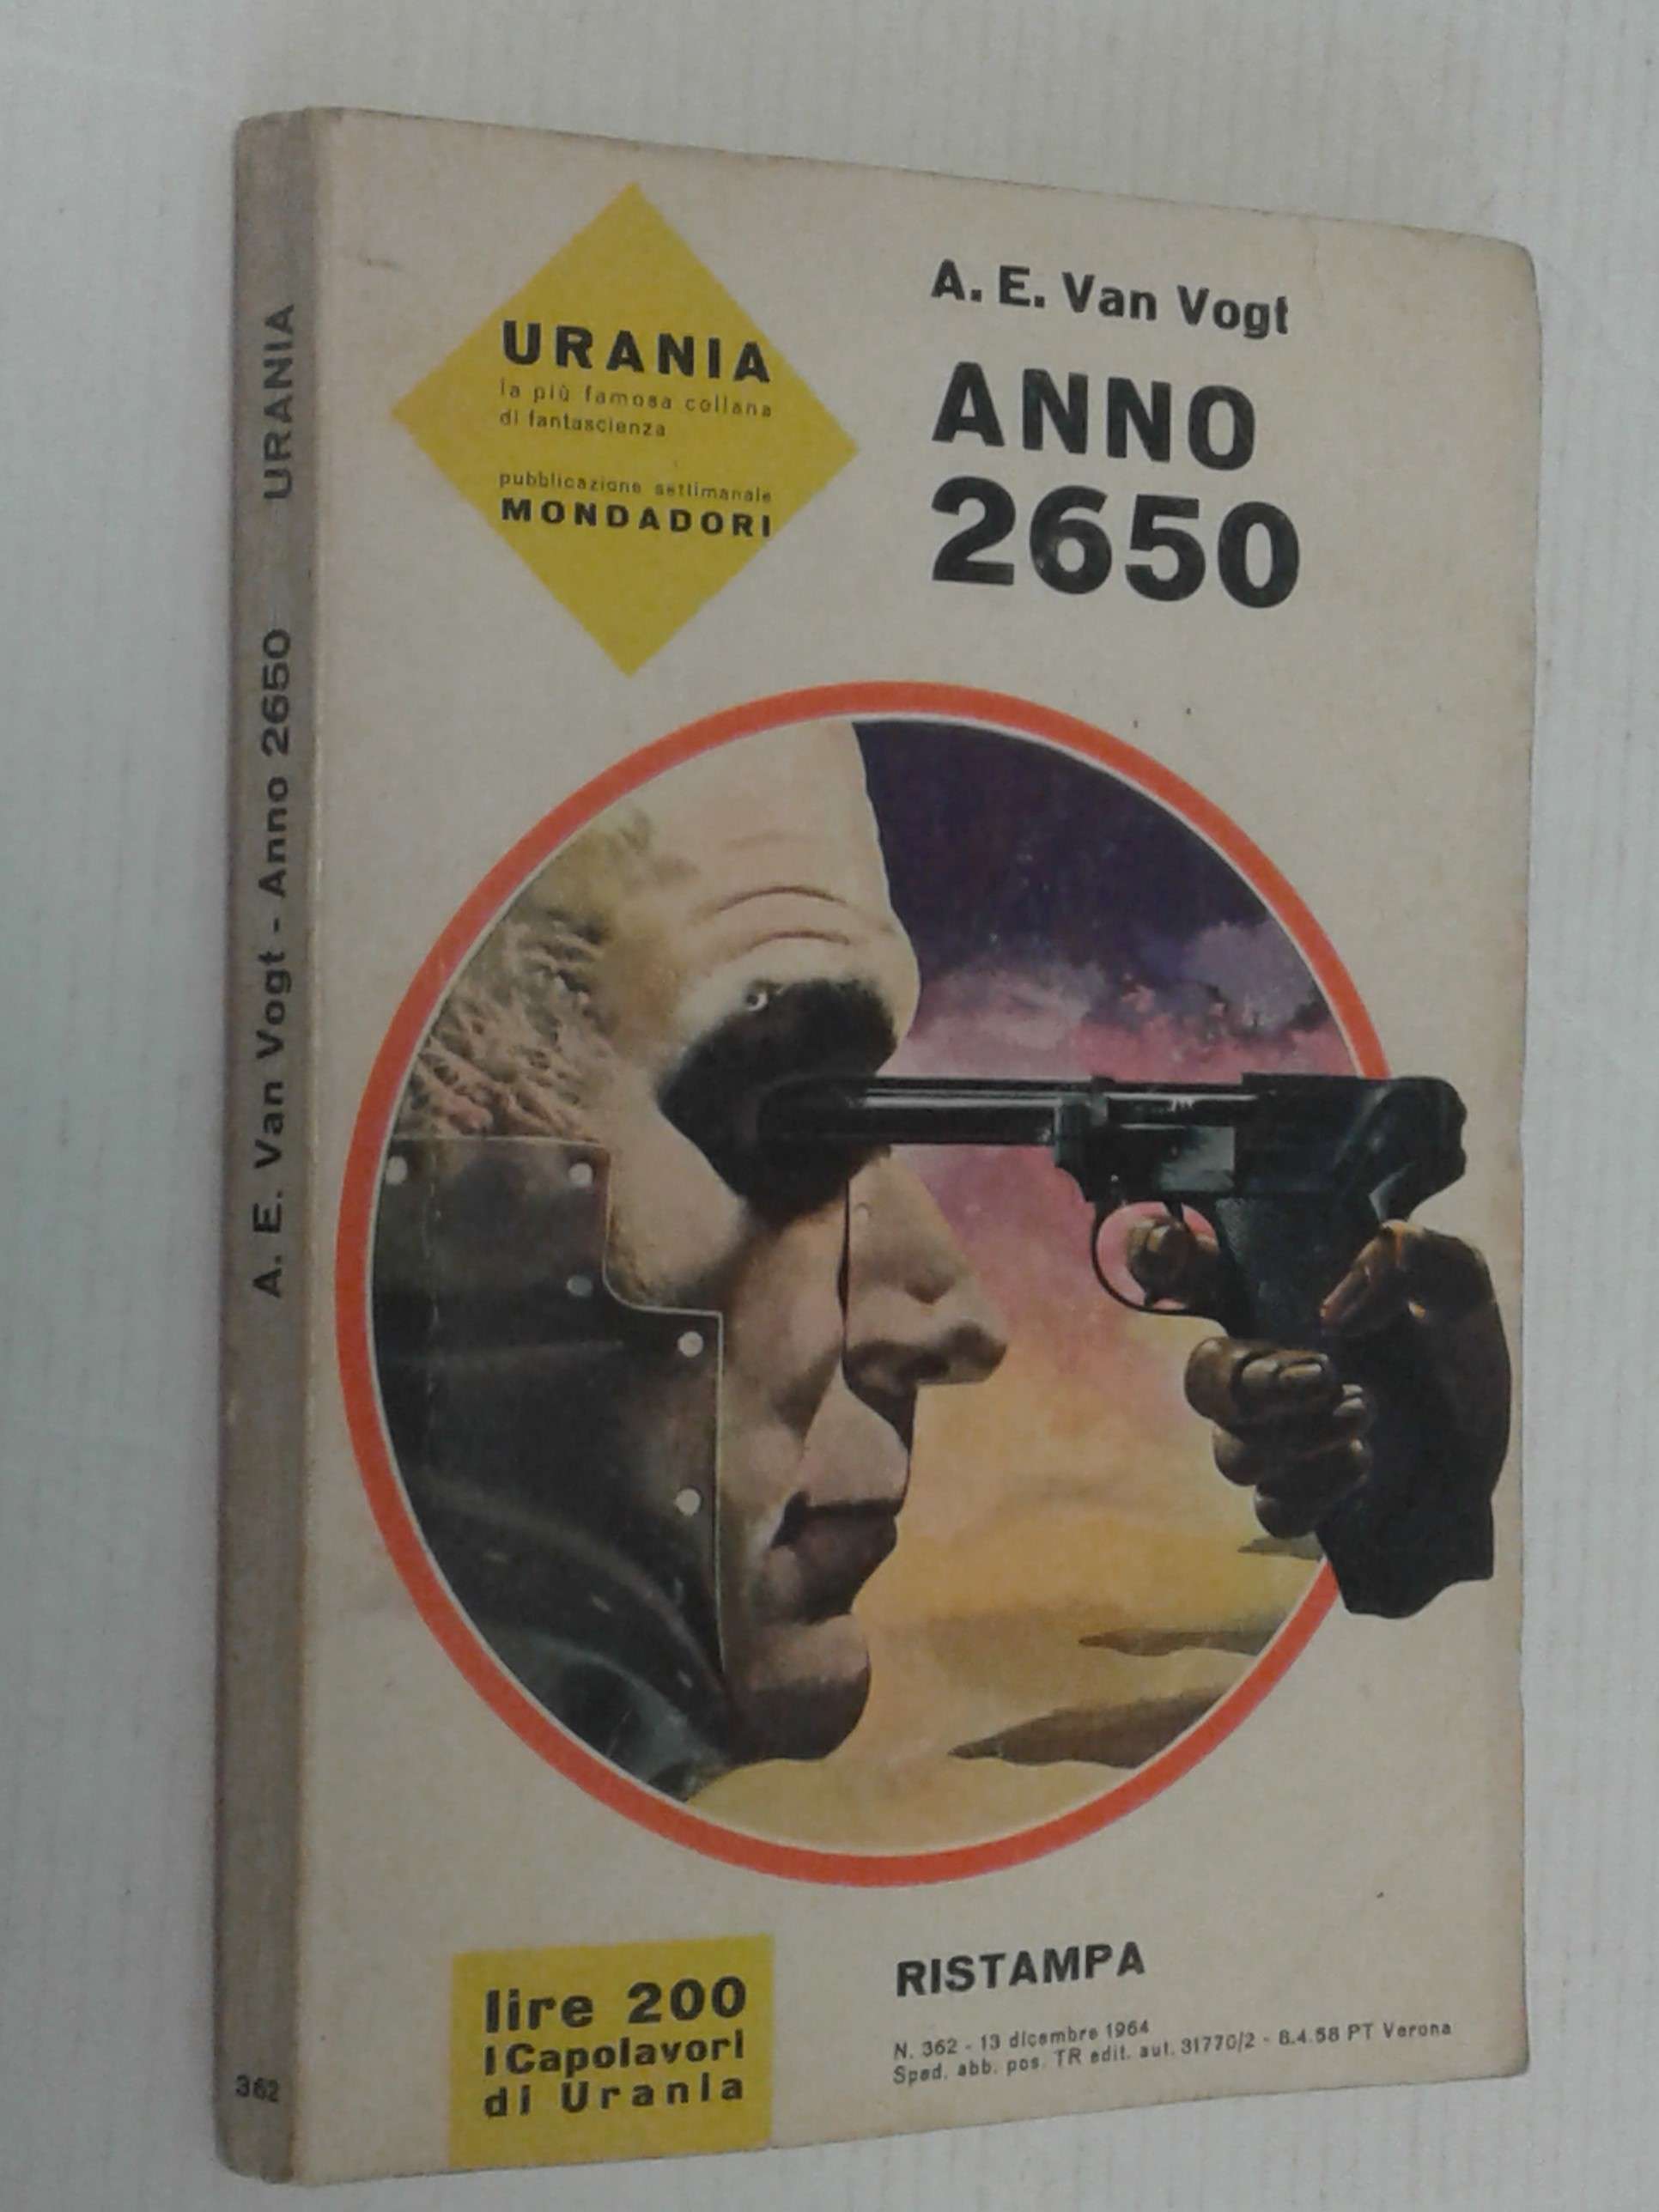 URANIA
la più famosa collana
di fantascienza
pubblicazione settimanale
MONDADORI
A. E. Van Vogt
ANNO
2650
lire 200
I Capolavori
di Urania
RISTAMPA
N. 362 - 13 dicembre 1964
Sped. abb. pos. TR edit. aut. 31770/2 - 8.4.58 PT Verona
A. E. Van Vogt - Anno 2650 URANIA
362